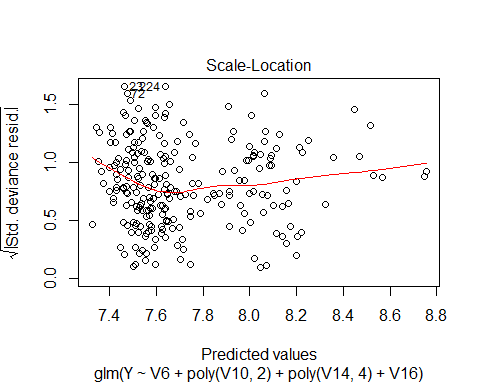 Scale-Location
√|Std. deviance resid.|
0.0 0.5 1.0 1.5
7.4 7.6 7.8 8.0 8.2 8.4 8.6 8.8
Predicted values
glm(Y ~ V6 + poly(V10, 2) + poly(V14, 4) + V16)